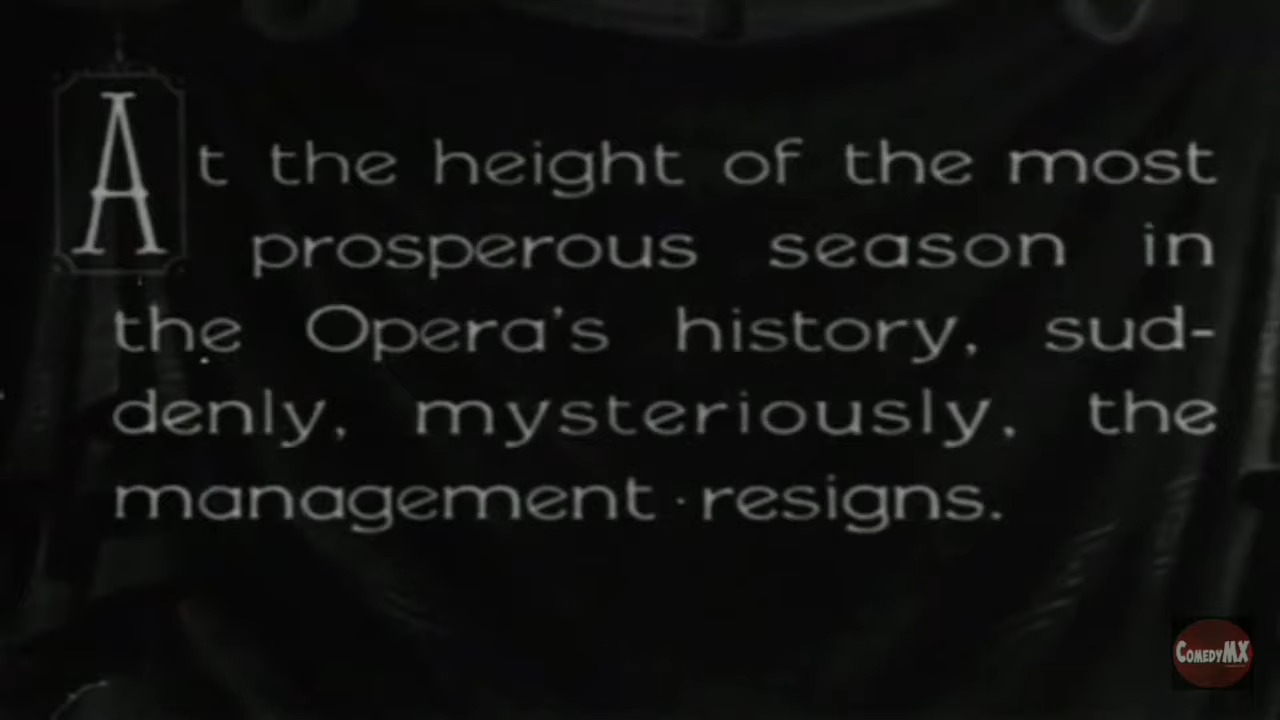 At the height of the most
prosperous season in
the Opera's history, sud-
denly, mysteriously, the
management resigns.
COMEDYMX